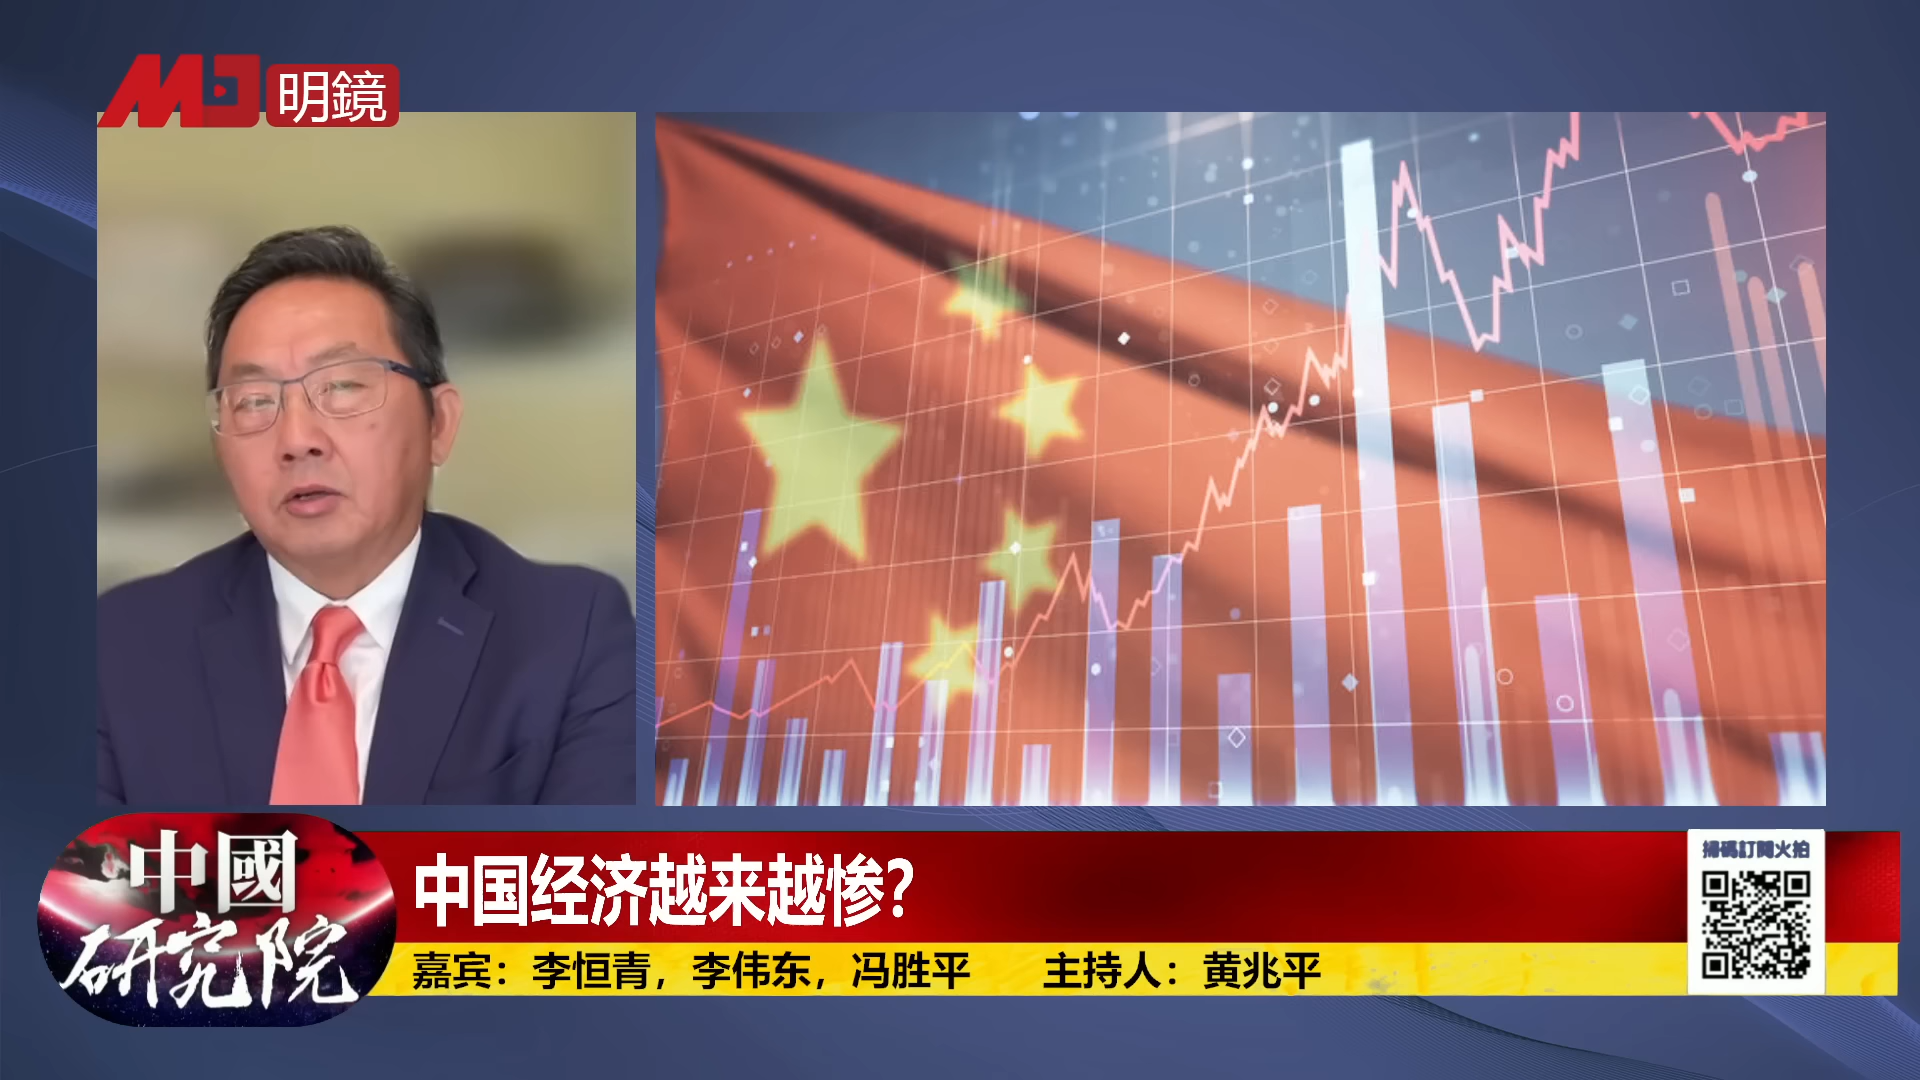 明鏡
中國
研究院
中国经济越来越惨？
嘉宾：李恒青，李伟东，冯胜平 主持人：黄兆平
掃碼訂閱火拍